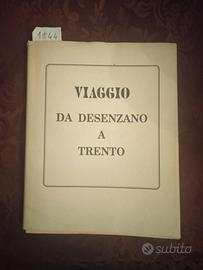 1844
VIAGGIO
DA DESENZANO
A
TRENTO
subito